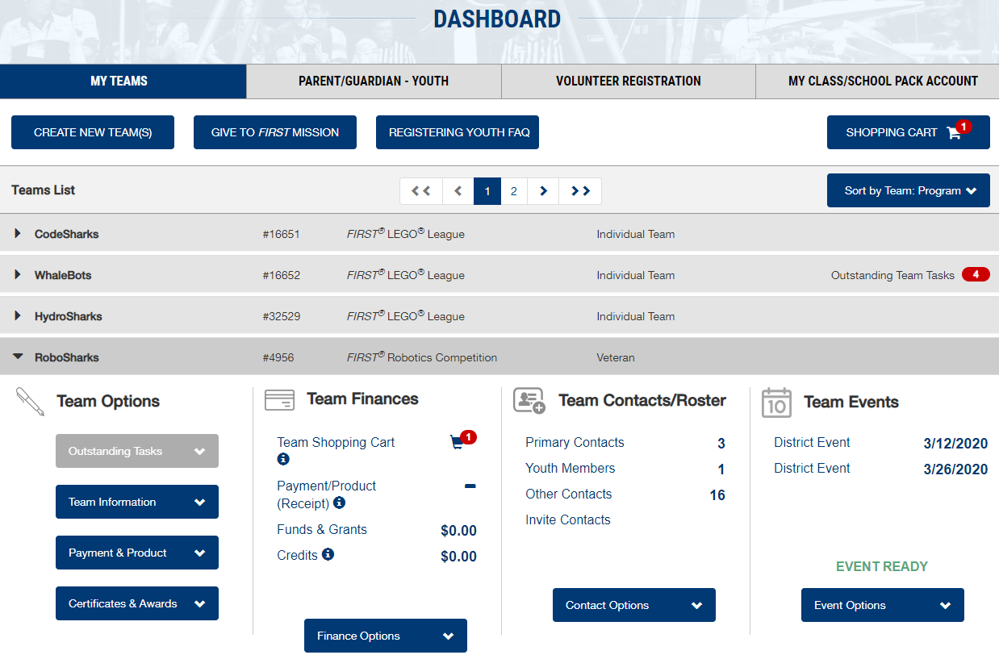 DASHBOARD
MY TEAMS
PARENT/GUARDIAN - YOUTH
VOLUNTEER REGISTRATION
MY CLASS/SCHOOL PACK ACCOUNT
CREATE NEW TEAM(S)
GIVE TO FIRST MISSION
REGISTERING YOUTH FAQ
SHOPPING CART 1
Teams List
1
2
Sort by Team: Program
CodeSharks #16651 FIRST® LEGO® League Individual Team
WhaleBots #16652 FIRST® LEGO® League Individual Team Outstanding Team Tasks 4
HydroSharks #32529 FIRST® LEGO® League Individual Team
RoboSharks #4956 FIRST® Robotics Competition Veteran
Team Options
Outstanding Tasks
Team Information
Payment & Product
Certificates & Awards
Team Finances
Team Shopping Cart 1
Payment/Product
(Receipt)
Funds & Grants $0.00
Credits $0.00
Finance Options
Team Contacts/Roster
Primary Contacts 3
Youth Members 1
Other Contacts 16
Invite Contacts
Contact Options
10
Team Events
District Event 3/12/2020
District Event 3/26/2020
EVENT READY
Event Options